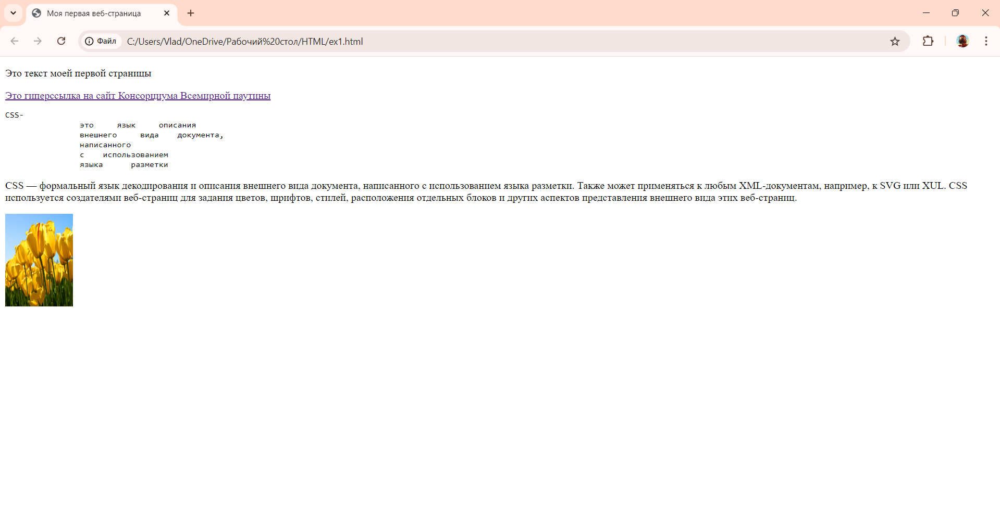 Моя первая веб-страница
Файл C:/Users/Vlad/OneDrive/Рабочий%20стол/HTML/ex1.html
Это текст моей первой страницы
Это гиперссылка на сайт Консорциума Всемирной паутины
CSS-
это язык описания
внешнего вида документа,
написанного
с использованием
языка разметки
CSS — формальный язык декодирования и описания внешнего вида документа, написанного с использованием языка разметки. Также может применяться к любым XML-документам, например, к SVG или XUL. CSS
используется создателями веб-страниц для задания цветов, шрифтов, стилей, расположения отдельных блоков и других аспектов представления внешнего вида этих веб-страниц.